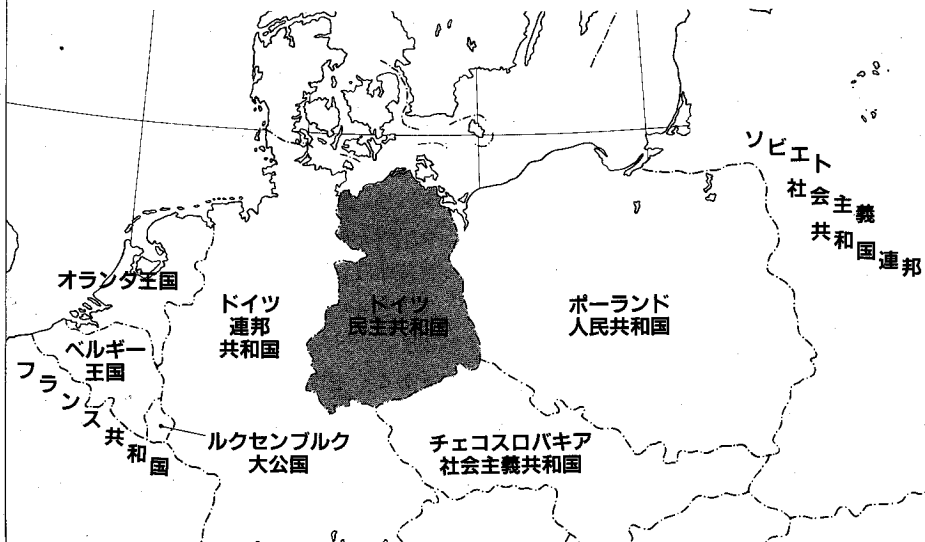 ソビエト
社会主義
共和国連邦
オランダ王国
ドイツ
連邦
共和国
ドイツ
民主共和国
ポーランド
人民共和国
ベルギー
王国
フランス共和国
ルクセンブルク
大公国
チェコスロバキア
社会主義共和国